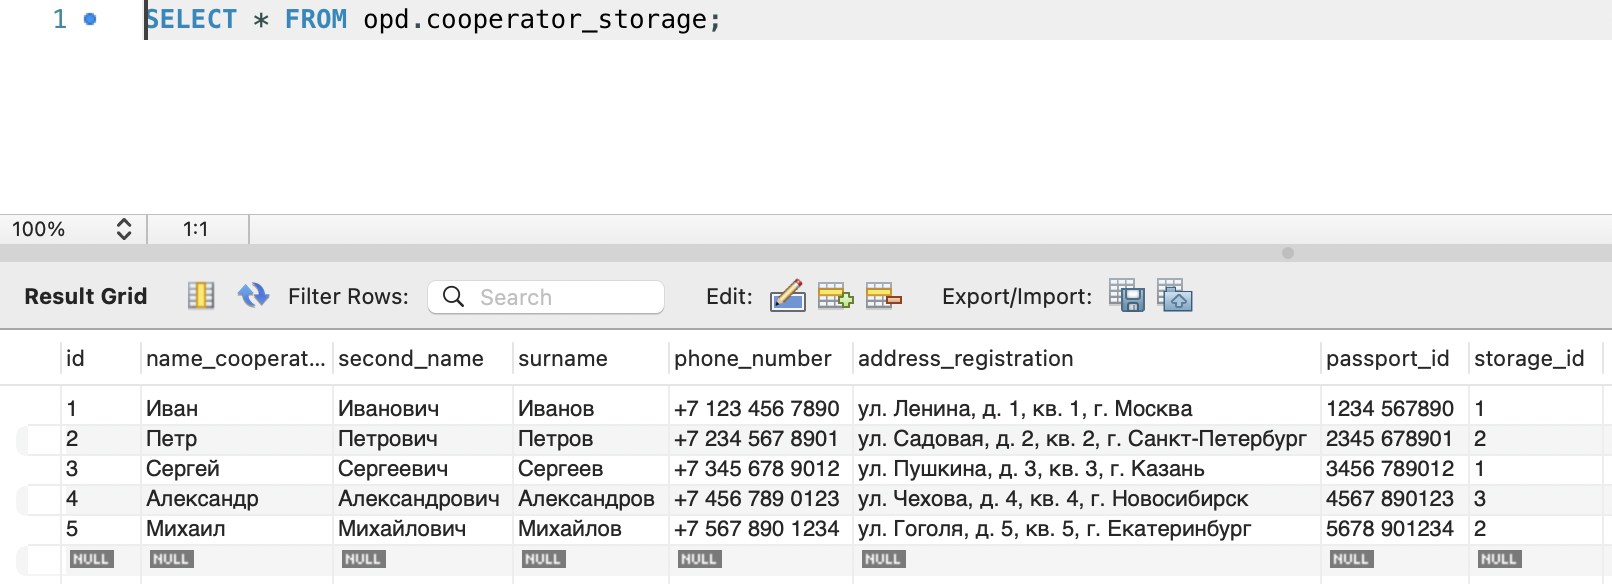 1 SELECT * FROM opd.cooperator_storage;
100% 1:1
Result Grid Filter Rows: Search Edit: Export/Import:
id name_cooperat... second_name surname phone_number address_registration passport_id storage_id
1 Иван Иванович Иванов +7 123 456 7890 ул. Ленина, д. 1, кв. 1, г. Москва 1234 567890 1
2 Петр Петрович Петров +7 234 567 8901 ул. Садовая, д. 2, кв. 2, г. Санкт-Петербург 2345 678901 2
3 Сергей Сергеевич Сергеев +7 345 678 9012 ул. Пушкина, д. 3, кв. 3, г. Казань 3456 789012 1
4 Александр Александрович Александров +7 456 789 0123 ул. Чехова, д. 4, кв. 4, г. Новосибирск 4567 890123 3
5 Михаил Михайлович Михайлов +7 567 890 1234 ул. Гоголя, д. 5, кв. 5, г. Екатеринбург 5678 901234 2
NULL NULL NULL NULL NULL NULL NULL NULL